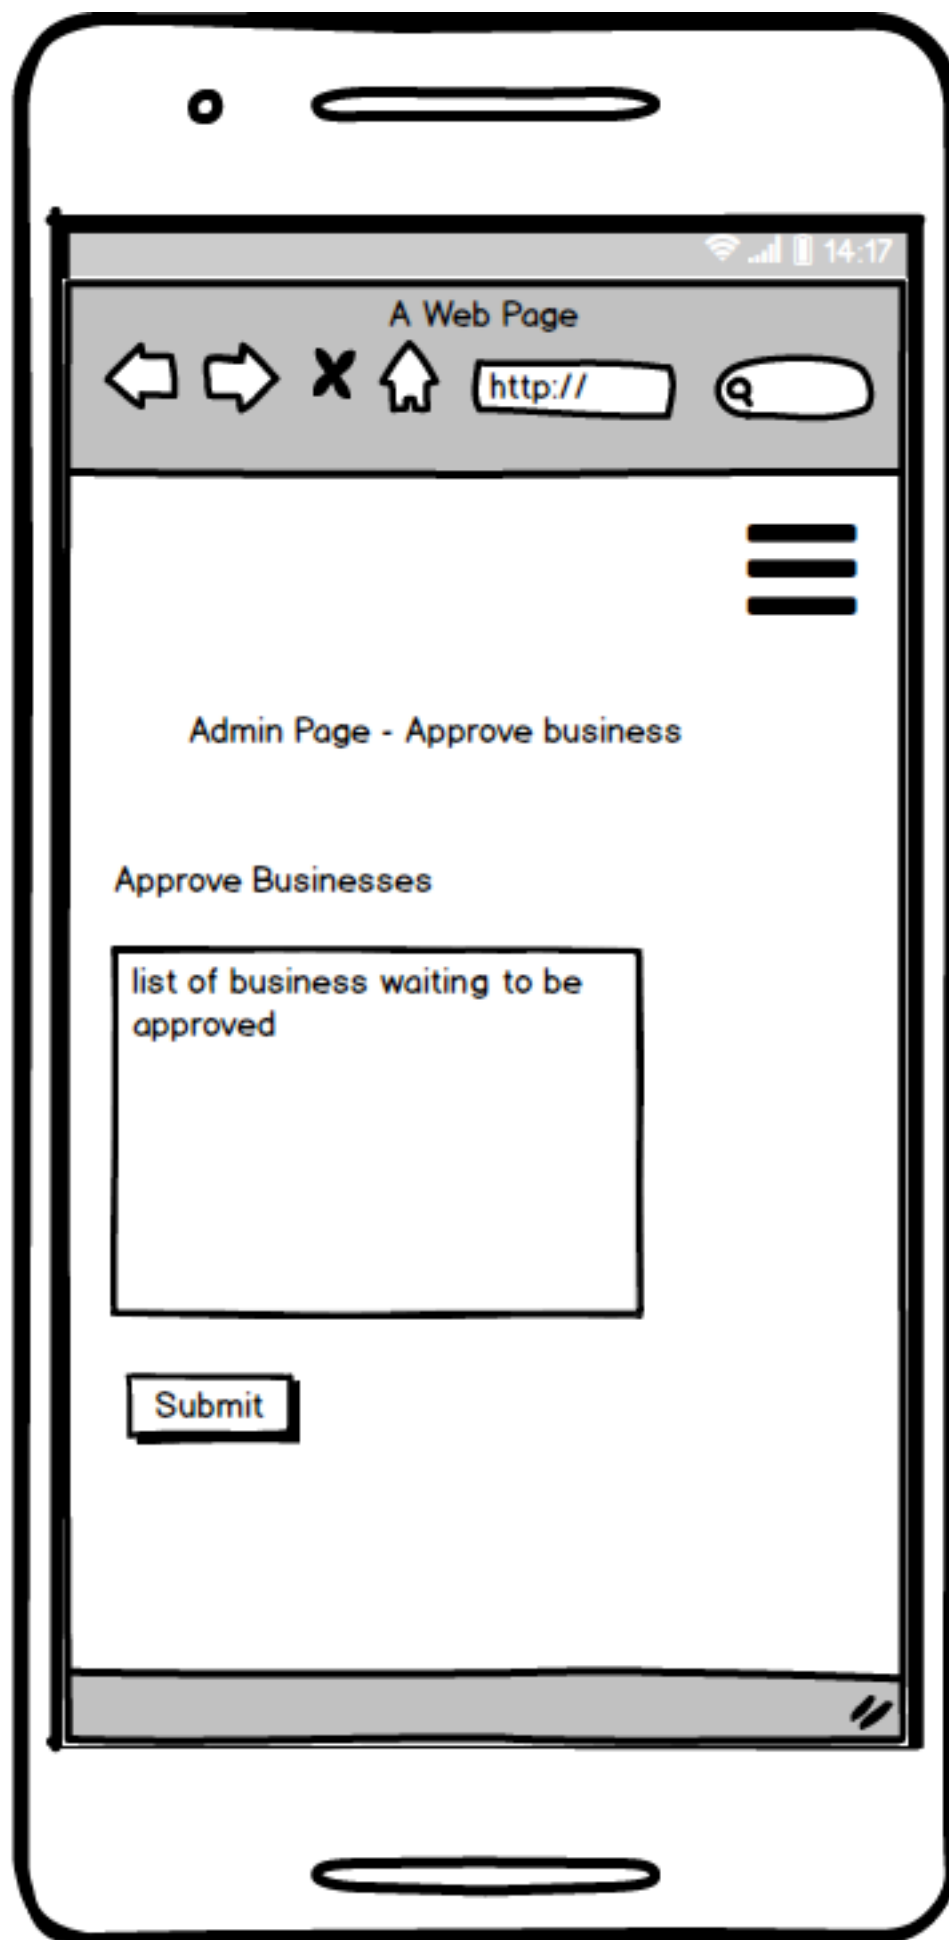 14:17
A Web Page
http://
Admin Page - Approve business
Approve Businesses
list of business waiting to be
approved
Submit